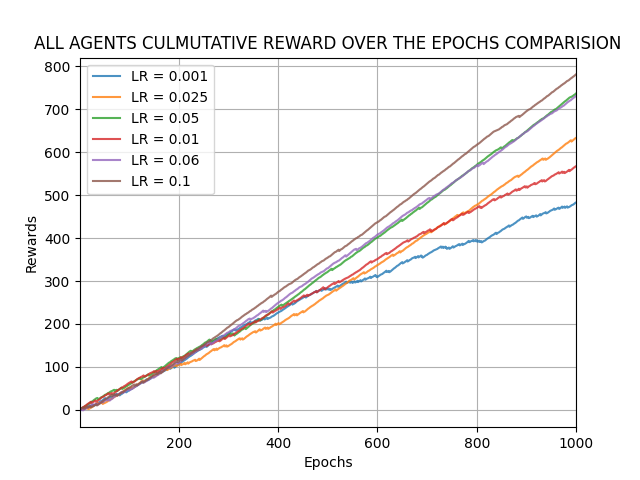 ALL AGENTS CULMUTATIVE REWARD OVER THE EPOCHS COMPARISION
800
700
600
500
400
300
200
100
0
Rewards
LR = 0.001
LR = 0.025
LR = 0.05
LR = 0.01
LR = 0.06
LR = 0.1
200
400
600
800
1000
Epochs